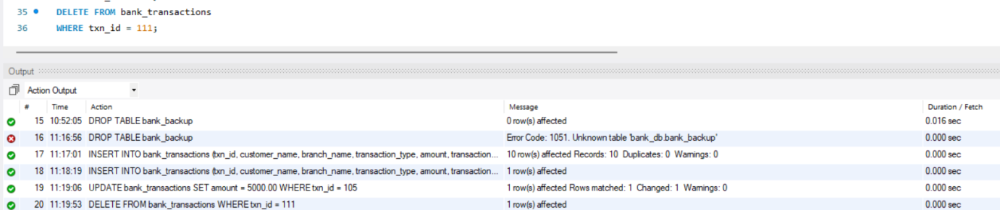 35 DELETE FROM bank_transactions
36 WHERE txn_id = 111;
Output
Action Output
# Time Action Message Duration / Fetch
15 10:52:05 DROP TABLE bank_backup 0 row(s) affected 0.016 sec
16 11:16:56 DROP TABLE bank_backup Error Code: 1051. Unknown table 'bank_db.bank_backup' 0.000 sec
17 11:17:01 INSERT INTO bank_transactions (txn_id, customer_name, branch_name, transaction_type, amount, transaction... 10 row(s) affected Records: 10 Duplicates: 0 Warnings: 0 0.000 sec
18 11:18:19 INSERT INTO bank_transactions (txn_id, customer_name, branch_name, transaction_type, amount, transaction... 1 row(s) affected 0.000 sec
19 11:19:06 UPDATE bank_transactions SET amount = 5000.00 WHERE txn_id = 105 1 row(s) affected Rows matched: 1 Changed: 1 Warnings: 0 0.000 sec
20 11:19:53 DELETE FROM bank_transactions WHERE txn_id = 111 1 row(s) affected 0.000 sec